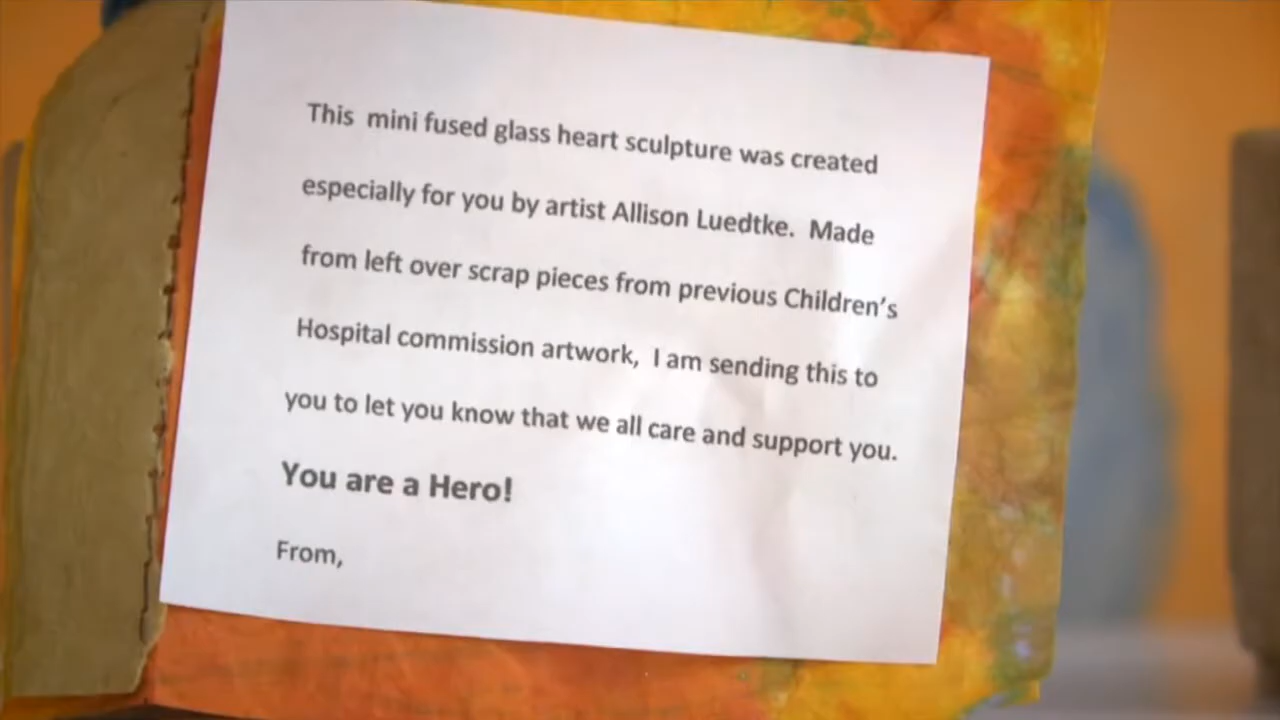 This  mini fused glass heart sculpture was created
especially for you by artist Allison Luedtke.  Made
from left over scrap pieces from previous Children's
Hospital commission artwork,  I am sending this to
you to let you know that we all care and support you.
You are a Hero!
From,